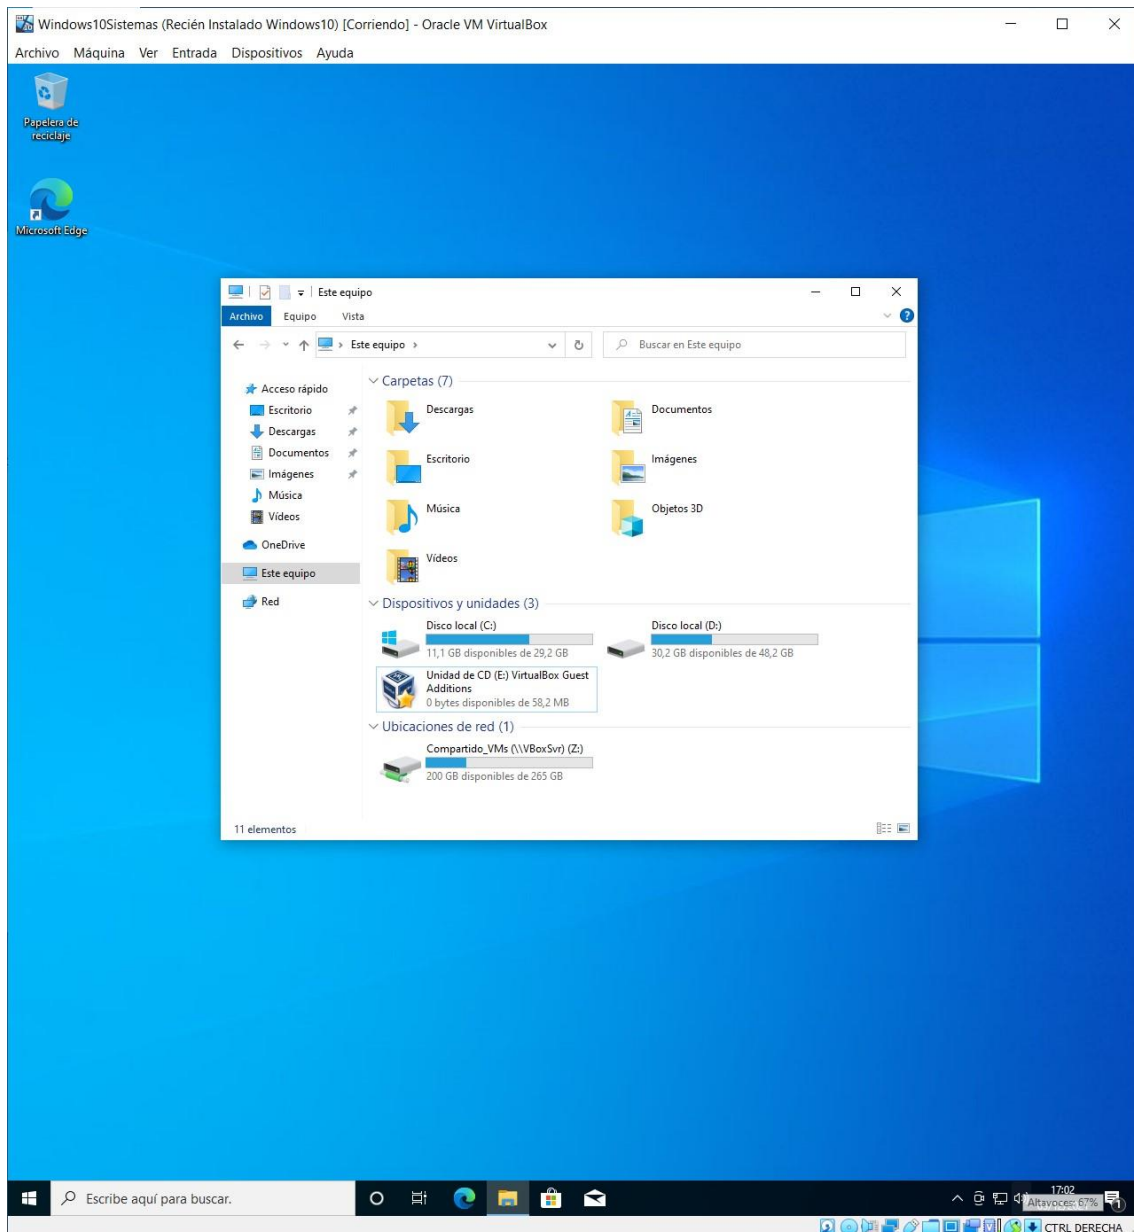 Windows10Sistemas (Recién Instalado Windows10) [Corriendo] - Oracle VM VirtualBox
Archivo Máquina Ver Entrada Dispositivos Ayuda
Papelera de
reciclaje
Microsoft Edge
Este equipo
Archivo Equipo Vista
Este equipo
Buscar en Este equipo
Acceso rápido
Escritorio
Descargas
Documentos
Imágenes
Música
Vídeos
OneDrive
Este equipo
Red
Carpetas (7)
Descargas
Documentos
Escritorio
Imágenes
Música
Objetos 3D
Vídeos
Dispositivos y unidades (3)
Disco local (C:)
11,1 GB disponibles de 29,2 GB
Disco local (D:)
30,2 GB disponibles de 48,2 GB
Unidad de CD (E:) VirtualBox Guest
Additions
0 bytes disponibles de 58,2 MB
Ubicaciones de red (1)
Compartido_VMs (\\VBoxSvr) (Z:)
200 GB disponibles de 265 GB
11 elementos
Escribe aquí para buscar.
17:02
Altavoces: 67%
1
CTRL DERECHA